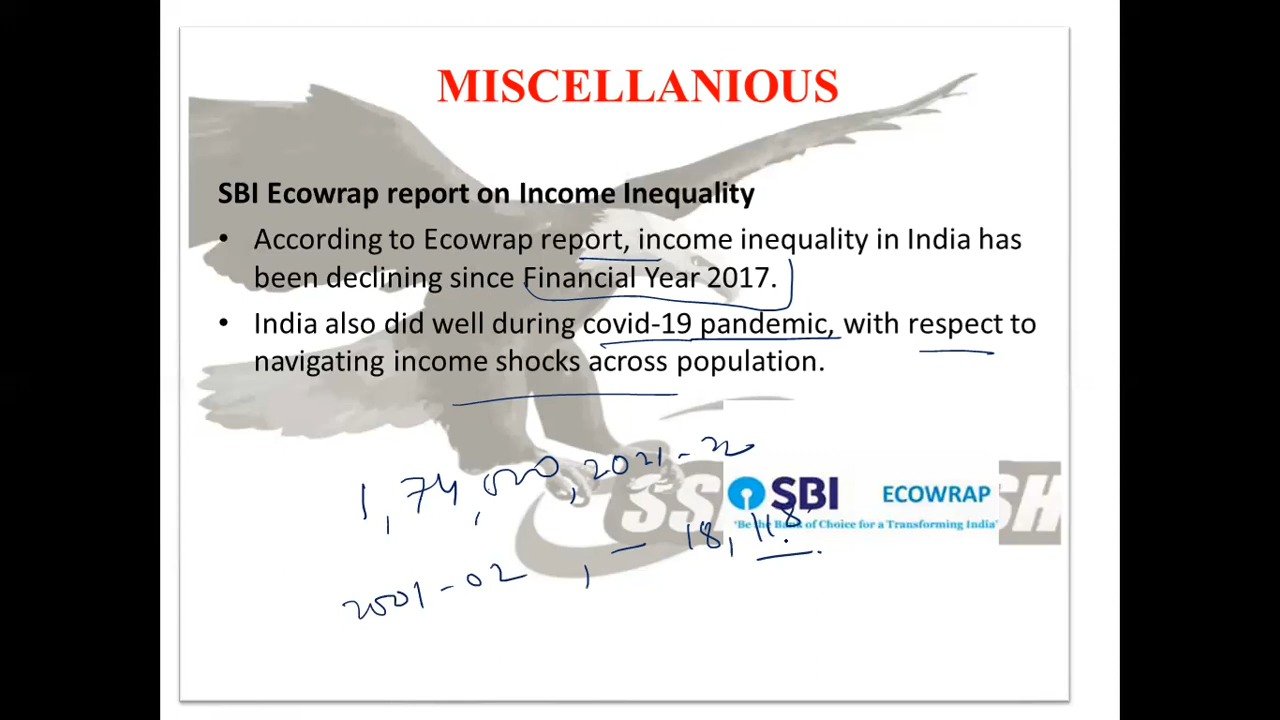 MISCELLANIOUS
SBI Ecowrap report on Income Inequality
• According to Ecowrap report, income inequality in India has
been declining since Financial Year 2017.
• India also did well during covid-19 pandemic, with respect to
navigating income shocks across population.
1,74,020, 2021-22
SBI ECOWRAP
'Be the Bank of Choice for a Transforming India'
2001-02, – 18,118.